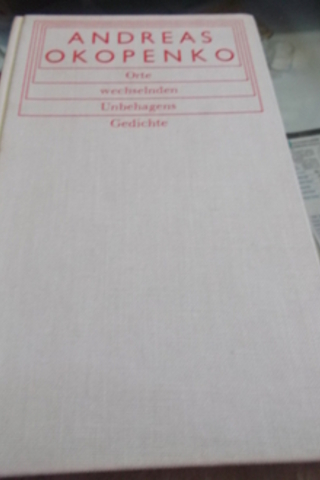 ANDREAS
OKOPENKO
Orte
wechselnden
Unbehagens
Gedichte